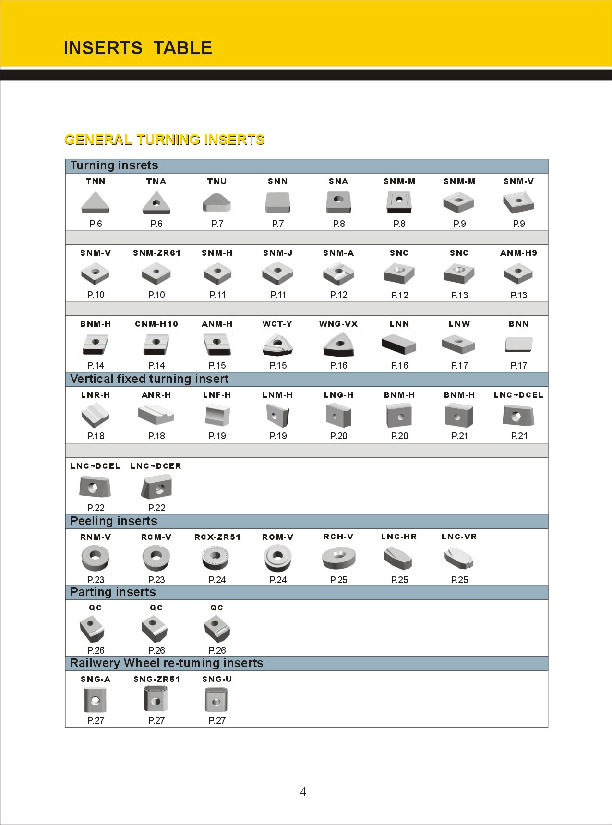 INSERTS TABLE
GENERAL TURNING INSERTS
Turning insrets
TNN TNA TNU SNN SNA SNM-M SNM-M SNM-V
P.6 P.6 P.7 P.7 P.8 P.8 P.9 P.9
SNM-V SNM-ZR61 SNM-H SNM-J SNM-A SNC SNC ANM-H9
P.10 P.10 P.11 P.11 P.12 P.12 P.13 P.13
BNM-H CNM-H10 ANM-H WCT-Y WNG-VX LNN LNW BNN
P.14 P.14 P.15 P.15 P.16 P.16 P.17 P.17
Vertical fixed turning insert
LNR-H ANR-H LNF-H LNM-H LNG-H BNM-H BNM-H LNC~DCEL
P.18 P.18 P.19 P.19 P.20 P.20 P.21 P.21
LNC~DCEL LNC~DCER
P.22 P.22
Peeling inserts
RNM-V RCM-V RCX-ZR51 RCM-V RCH-V LNC-HR LNC-VR
P.23 P.23 P.24 P.24 P.25 P.25 P.25
Parting inserts
QC QC QC
P.26 P.26 P.26
Railwery Wheel re-tuming inserts
SNG-A SNG-ZR51 SNG-U
P.27 P.27 P.27
4